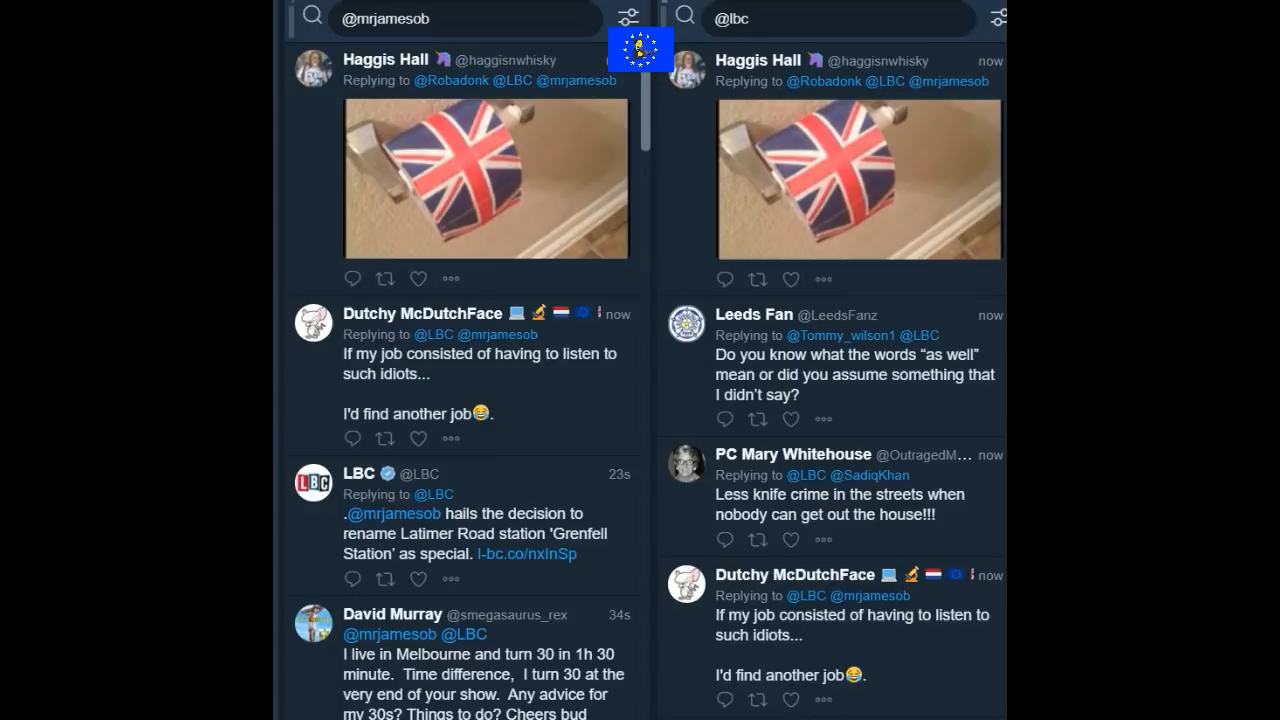 @mrjamesob
Haggis Hall @haggisnwhisky
Replying to @Robadonk @LBC @mrjamesob
Dutchy McDutchFace now
Replying to @LBC @mrjamesob
If my job consisted of having to listen to
such idiots...
I'd find another job😂.
LBC @LBC 23s
Replying to @LBC
.@mrjamesob hails the decision to
rename Latimer Road station 'Grenfell
Station' as special. l-bc.co/nxInSp
David Murray @smegasaurus_rex 34s
@mrjamesob @LBC
I live in Melbourne and turn 30 in 1h 30
minute. Time difference, I turn 30 at the
very end of your show. Any advice for
my 30s? Things to do? Cheers bud
@lbc
Haggis Hall @haggisnwhisky now
Replying to @Robadonk @LBC @mrjamesob
Leeds Fan @LeedsFanz now
Replying to @Tommy_wilson1 @LBC
Do you know what the words “as well”
mean or did you assume something that
I didn't say?
PC Mary Whitehouse @OutragedM... now
Replying to @LBC @SadiqKhan
Less knife crime in the streets when
nobody can get out the house!!!
Dutchy McDutchFace now
Replying to @LBC @mrjamesob
If my job consisted of having to listen to
such idiots...
I'd find another job😂.